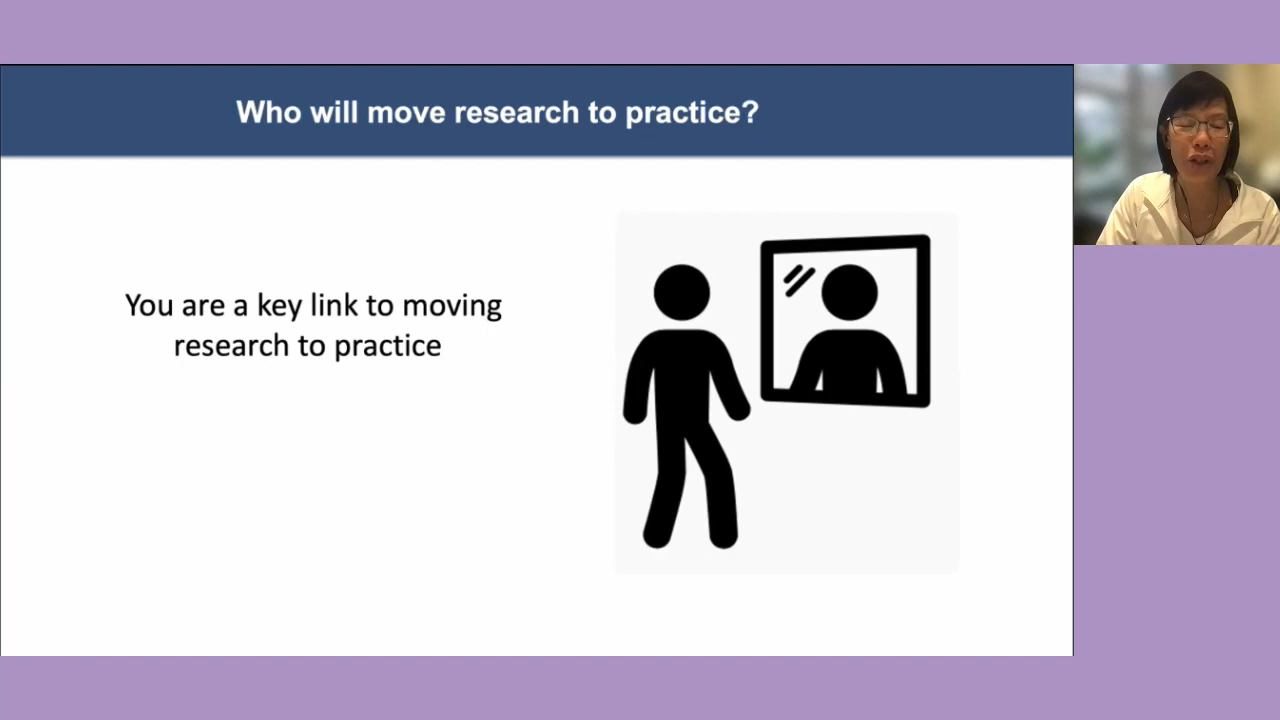 Who will move research to practice?
You are a key link to moving
research to practice